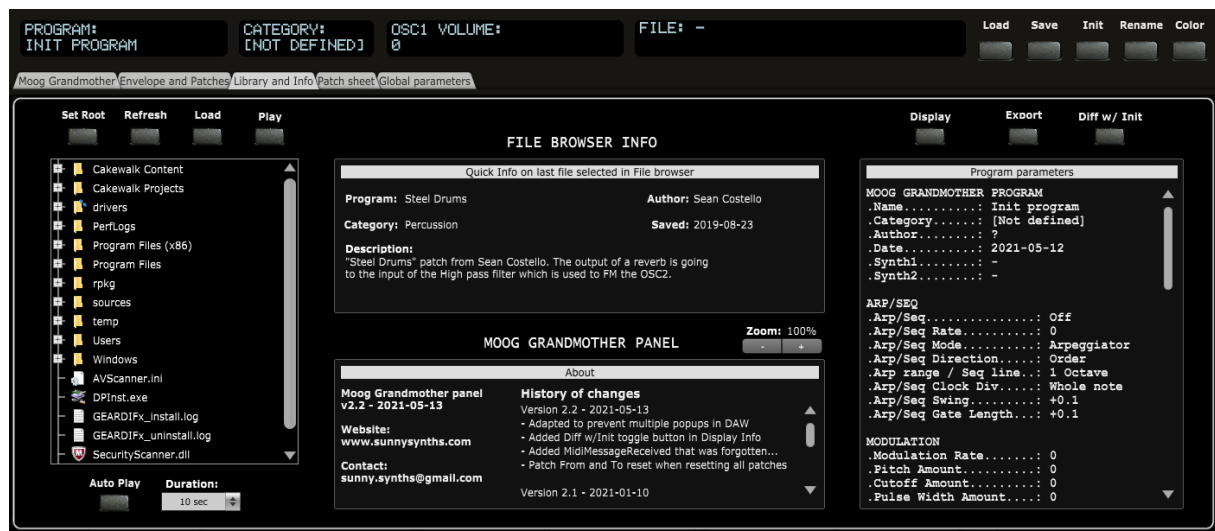 PROGRAM:
INIT PROGRAM
CATEGORY:
[NOT DEFINED]
OSC1 VOLUME:
0
FILE: -
Load Save Init Rename Color
Moog Grandmother Envelope and Patches Library and Info Patch sheet Global parameters
Set Root Refresh Load Play
Cakewalk Content
Cakewalk Projects
drivers
PerfLogs
Program Files (x86)
Program Files
rpkg
sources
temp
Users
Windows
AVScanner.ini
DPInst.exe
GEARDIFx_install.log
GEARDIFx_uninstall.log
SecurityScanner.dll
Auto Play Duration:
10 sec
FILE BROWSER INFO
Quick Info on last file selected in File browser
Program: Steel Drums Author: Sean Costello
Category: Percussion Saved: 2019-08-23
Description:
"Steel Drums" patch from Sean Costello. The output of a reverb is going
to the input of the High pass filter which is used to FM the OSC2.
MOOG GRANDMOTHER PANEL
Zoom: 100%
- +
About
Moog Grandmother panel
v2.2 - 2021-05-13
Website:
www.sunnysynths.com
Contact:
sunny.synths@gmail.com
History of changes
Version 2.2 - 2021-05-13
- Adapted to prevent multiple popups in DAW
- Added Diff w/Init toggle button in Display Info
- Added MidiMessageReceived that was forgotten...
- Patch From and To reset when resetting all patches
Version 2.1 - 2021-01-10
Display Export Diff w/ Init
Program parameters
MOOG GRANDMOTHER PROGRAM
.Name..........: Init program
.Category......: [Not defined]
.Author........: ?
.Date..........: 2021-05-12
.Synth1........: -
.Synth2........: -
ARP/SEQ
.Arp/Seq...............: Off
.Arp/Seq Rate..........: 0
.Arp/Seq Mode..........: Arpeggiator
.Arp/Seq Direction.....: Order
.Arp range / Seq line..: 1 Octave
.Arp/Seq Clock Div.....: Whole note
.Arp/Seq Swing.........: +0.1
.Arp/Seq Gate Length...: +0.1
MODULATION
.Modulation Rate.......: 0
.Pitch Amount..........: 0
.Cutoff Amount.........: 0
.Pulse Width Amount....: 0